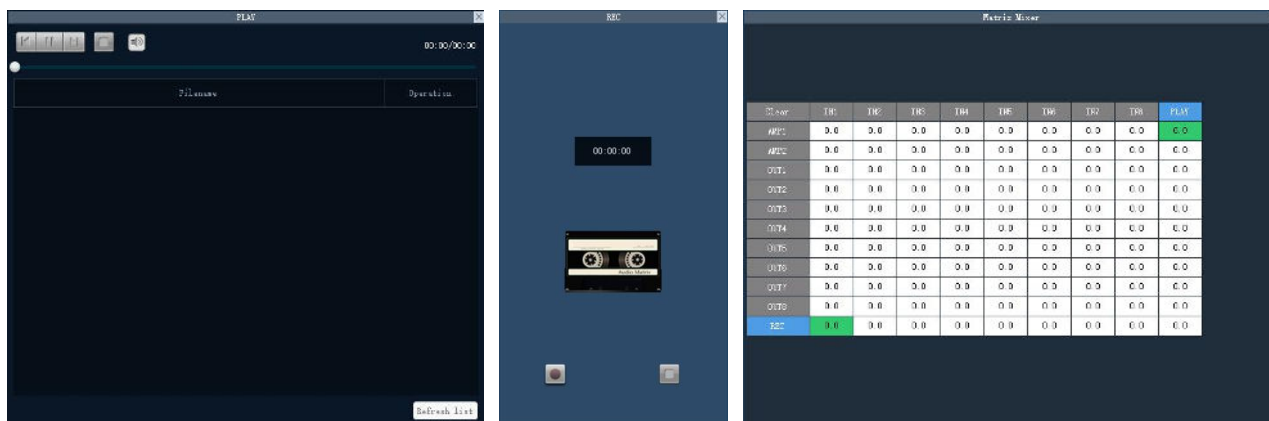 PLAY
00:00/00:00
Filename Operation
Refresh list
REC
00:00:00
Audio Matrix
Matrix Mixer
Clear IN1 IN2 IN3 IN4 IN5 IN6 IN7 IN8 PLAY
AMP1 0.0 0.0 0.0 0.0 0.0 0.0 0.0 0.0 0.0
AMP2 0.0 0.0 0.0 0.0 0.0 0.0 0.0 0.0 0.0
OUT1 0.0 0.0 0.0 0.0 0.0 0.0 0.0 0.0 0.0
OUT2 0.0 0.0 0.0 0.0 0.0 0.0 0.0 0.0 0.0
OUT3 0.0 0.0 0.0 0.0 0.0 0.0 0.0 0.0 0.0
OUT4 0.0 0.0 0.0 0.0 0.0 0.0 0.0 0.0 0.0
OUT5 0.0 0.0 0.0 0.0 0.0 0.0 0.0 0.0 0.0
OUT6 0.0 0.0 0.0 0.0 0.0 0.0 0.0 0.0 0.0
OUT7 0.0 0.0 0.0 0.0 0.0 0.0 0.0 0.0 0.0
OUT8 0.0 0.0 0.0 0.0 0.0 0.0 0.0 0.0 0.0
REC 0.0 0.0 0.0 0.0 0.0 0.0 0.0 0.0 0.0